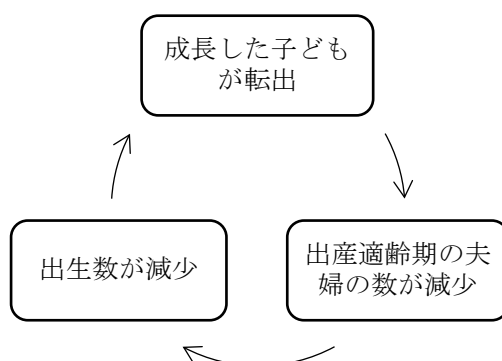 成長した子ども
が転出
出生数が減少
出産適齢期の夫
婦の数が減少